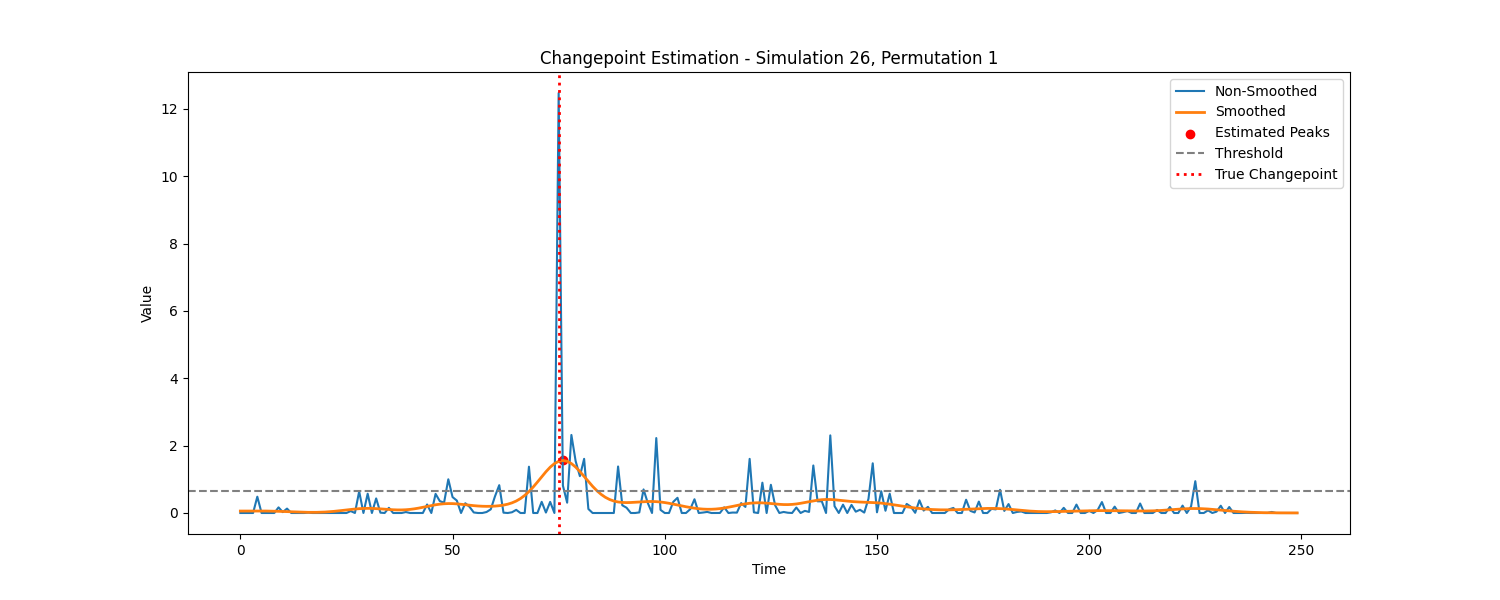 Changepoint Estimation - Simulation 26, Permutation 1
Non-Smoothed
Smoothed
Estimated Peaks
Threshold
True Changepoint
12
10
8
6
4
2
0
Value
0 50 100 150 200 250
Time